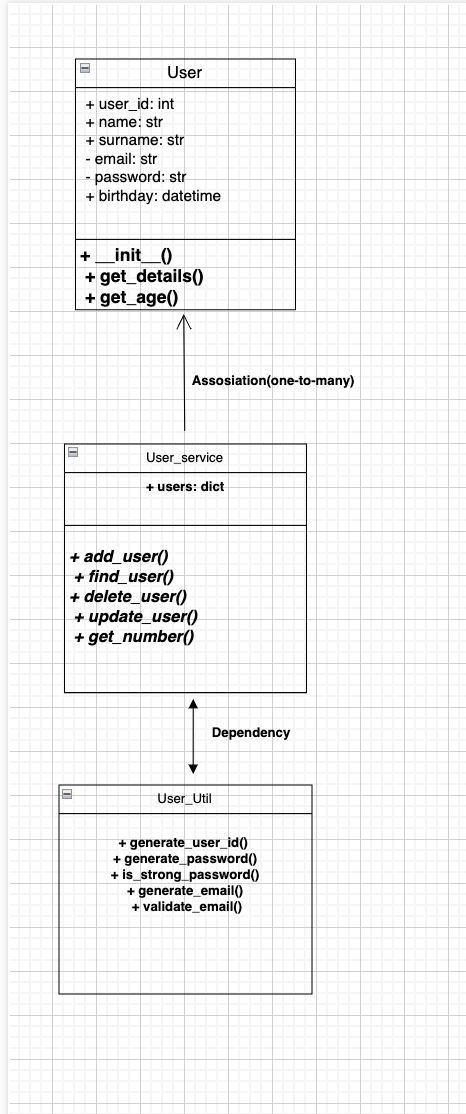 User
+ user_id: int
+ name: str
+ surname: str
- email: str
- password: str
+ birthday: datetime
+ __init__()
+ get_details()
+ get_age()
Assosiation(one-to-many)
User_service
+ users: dict
+ add_user()
+ find_user()
+ delete_user()
+ update_user()
+ get_number()
Dependency
User_Util
+ generate_user_id()
+ generate_password()
+ is_strong_password()
+ generate_email()
+ validate_email()